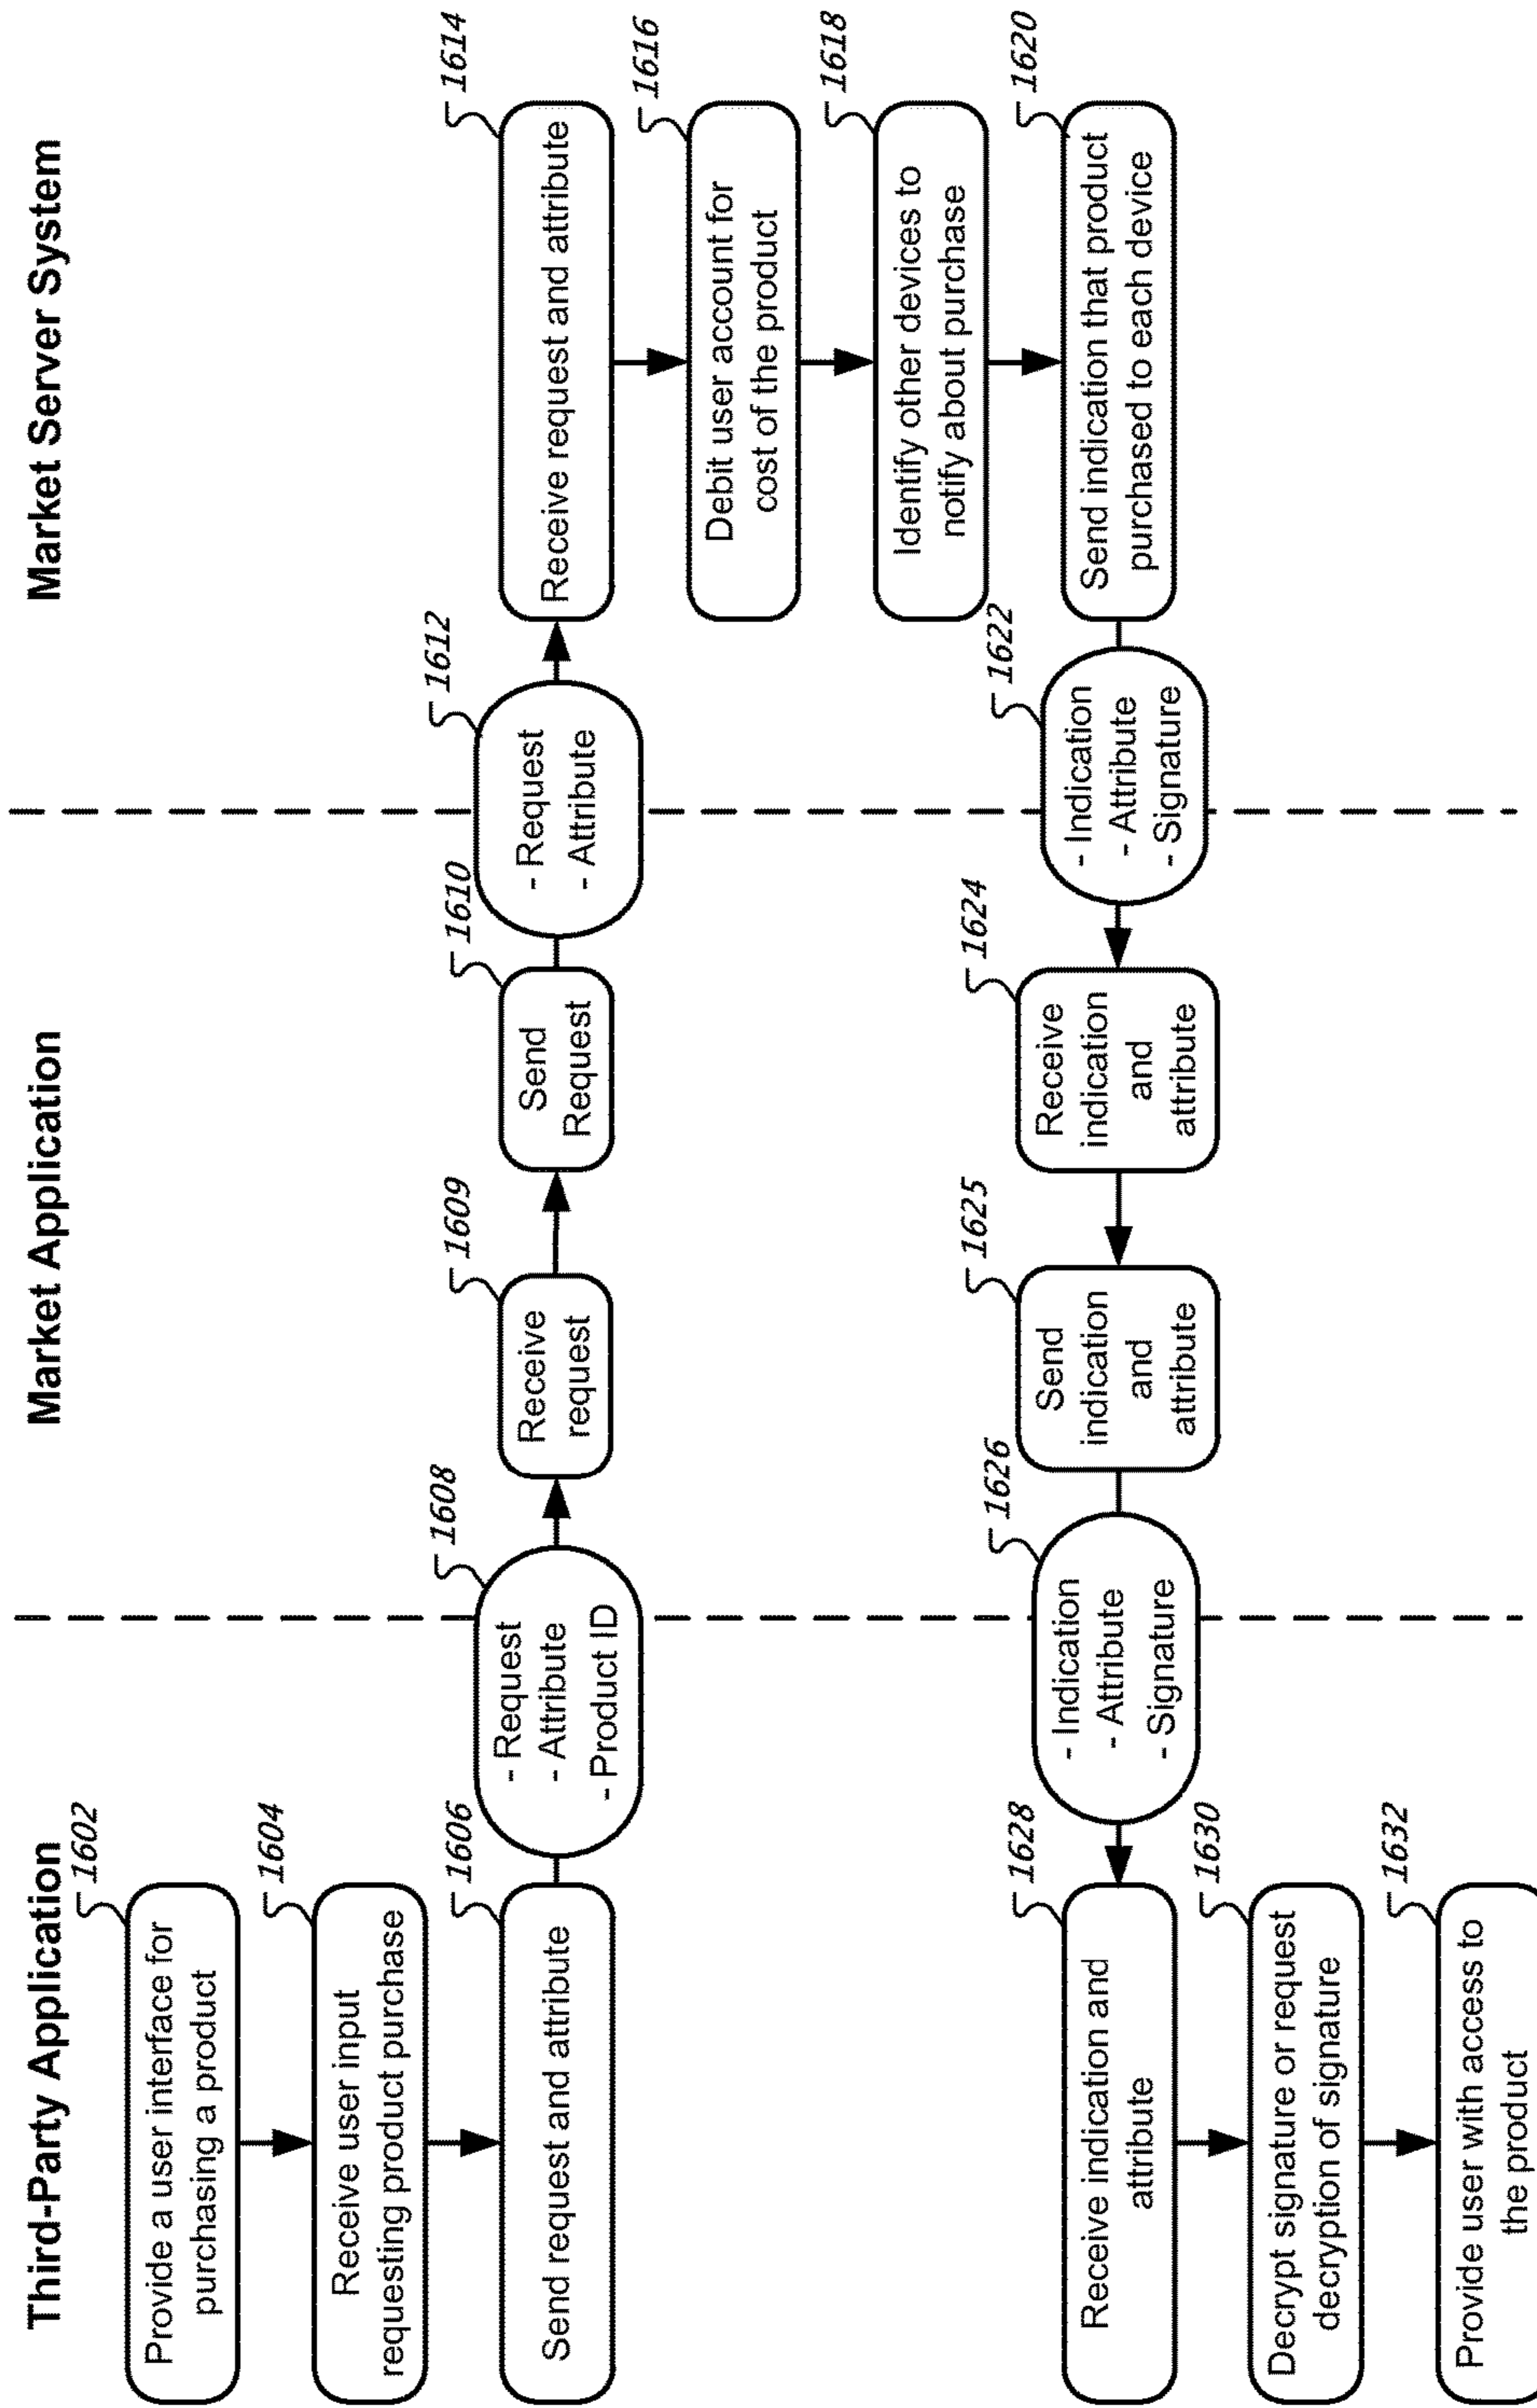 Third-Party Application
Market Application
Market Server System
1602
Provide a user interface for
purchasing a product
1604
Receive user input
requesting product purchase
1606
Send request and attribute
1608
- Request
- Attribute
- Product ID
1609
Receive
request
1610
Send
Request
1612
- Request
- Attribute
1614
Receive request and attribute
1616
Debit user account for
cost of the product
1618
Identify other devices to
notify about purchase
1620
Send indication that product
purchased to each device
1622
- Indication
- Attribute
- Signature
1624
Receive
indication
and
attribute
1625
Send
indication
and
attribute
1626
- Indication
- Attribute
- Signature
1628
Receive indication and
attribute
1630
Decrypt signature or request
decryption of signature
1632
Provide user with access to
the product